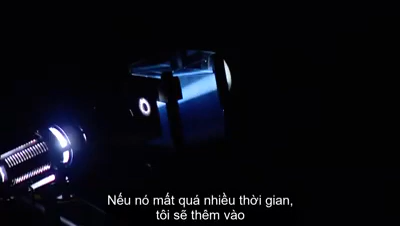 Nếu nó mất quá nhiều thời gian,
tôi sẽ thêm vào